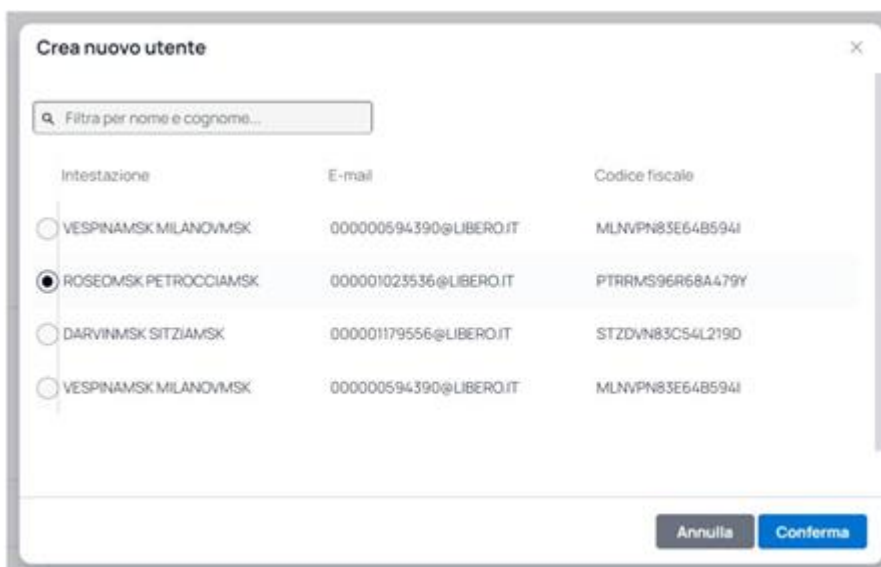 Crea nuovo utente
Filtra per nome e cognome...
Intestazione E-mail Codice fiscale
VESPINAMSK MILANOVMSK 000000594390@LIBERO.IT MLNVPN83E64B594I
ROSEOMSK PETROCCIAMSK 000001023536@LIBERO.IT PTRRMS96R68A479Y
DARVINMSK SITZIAMSK 000001179556@LIBERO.IT STZDVN83C54L219D
VESPINAMSK MILANOVMSK 000000594390@LIBERO.IT MLNVPN83E64B594I
Annulla Conferma